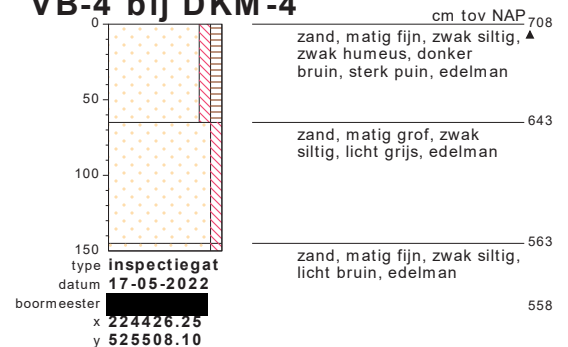 VB-4 bij DKM-4
cm tov NAP
0
708
zand, matig fijn, zwak siltig,
zwak humeus, donker
bruin, sterk puin, edelman
50
643
zand, matig grof, zwak
siltig, licht grijs, edelman
100
150
563
zand, matig fijn, zwak siltig,
licht bruin, edelman
558
type inspectiegat
datum 17-05-2022
boormeester
x 224426.25
y 525508.10